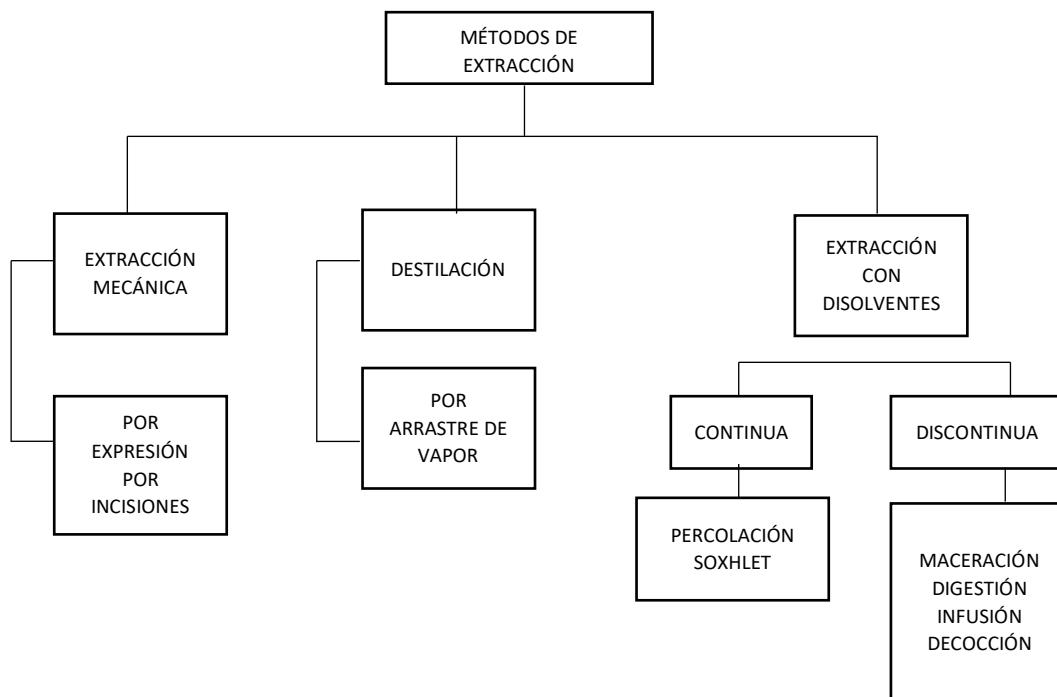 MÉTODOS DE
EXTRACCIÓN
EXTRACCIÓN
MECÁNICA
DESTILACIÓN
EXTRACCIÓN
CON
DISOLVENTES
POR
EXPRESIÓN
POR
INCISIONES
POR
ARRASTRE DE
VAPOR
CONTINUA
DISCONTINUA
PERCOLACIÓN
SOXHLET
MACERACIÓN
DIGESTIÓN
INFUSIÓN
DECOCCIÓN